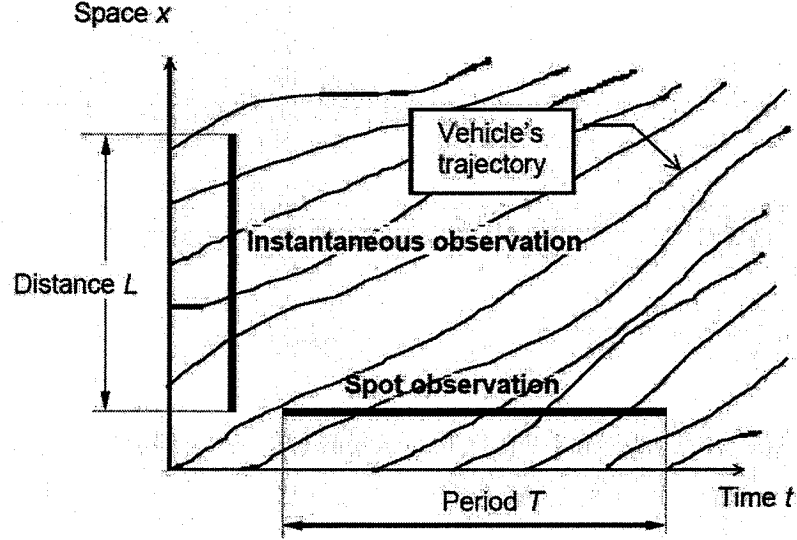 Space x
Vehicle's
trajectory
Instantaneous observation
Distance L
Spot observation
Period T
Time t